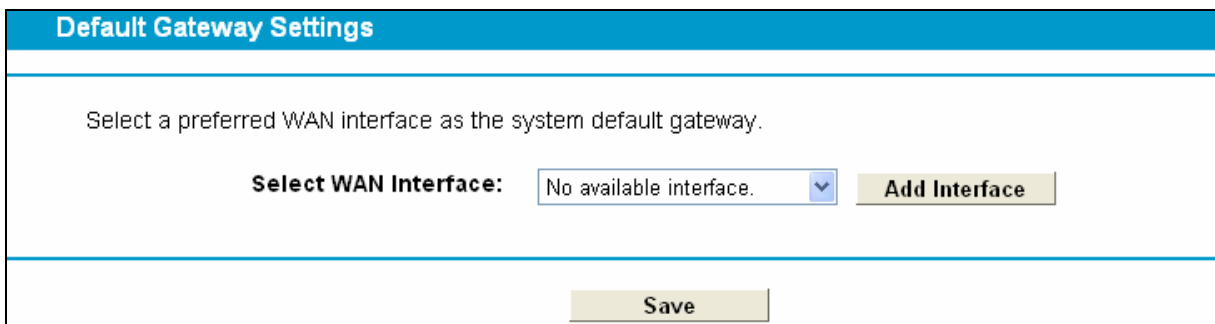 Default Gateway Settings
Select a preferred WAN interface as the system default gateway.
Select WAN Interface: No available interface. Add Interface
Save